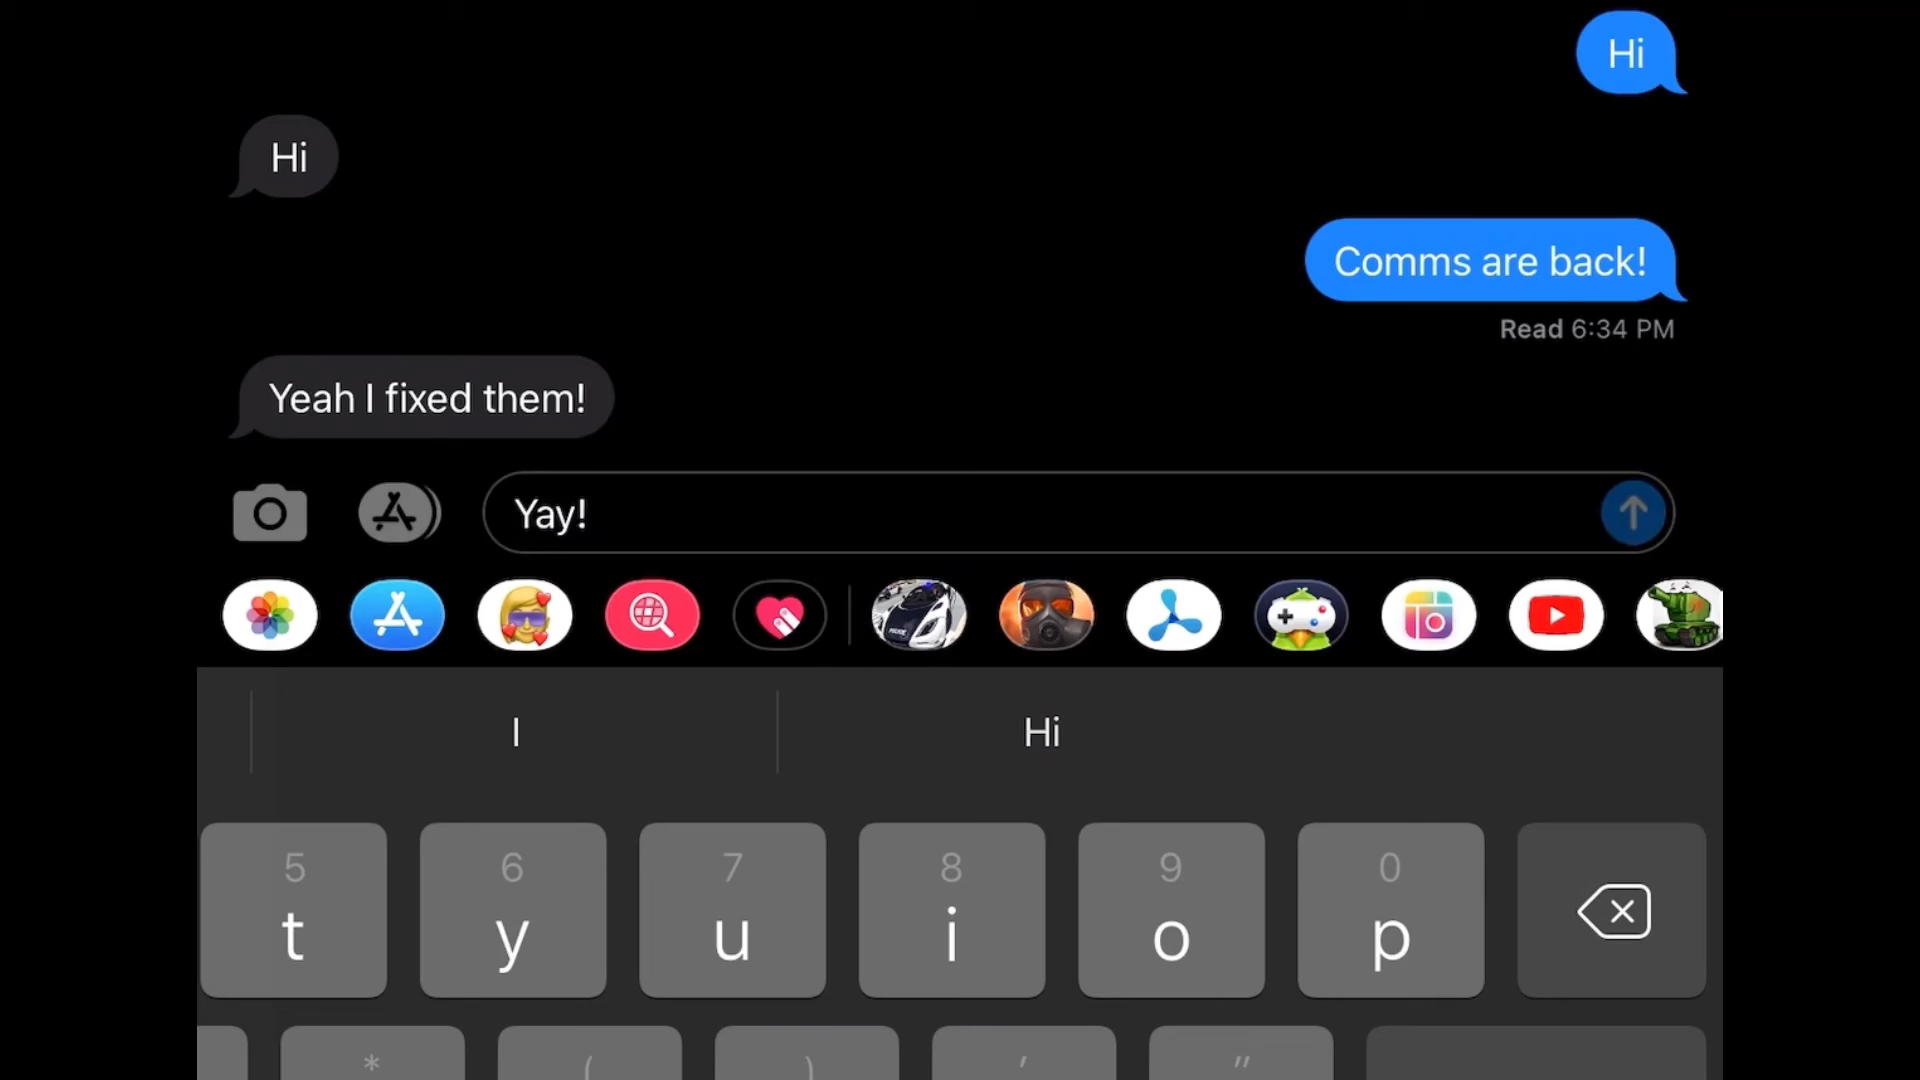 Hi
Hi
Comms are back!
Read 6:34 PM
Yeah I fixed them!
Yay!
I
Hi
5 6 7 8 9 0
t y u i o p
* ( ) ' "